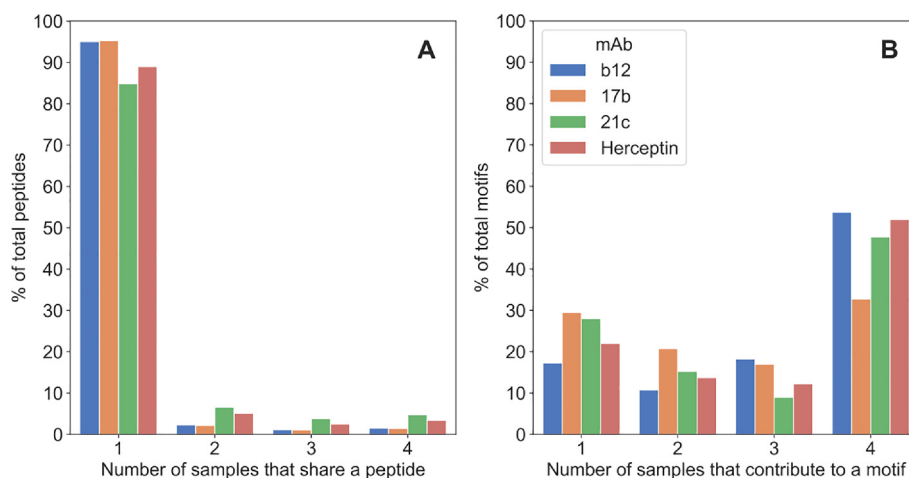 A
% of total peptides
100
90
80
70
60
50
40
30
20
10
0
1 2 3 4
Number of samples that share a peptide
B
mAb
b12
17b
21c
Herceptin
% of total motifs
100
90
80
70
60
50
40
30
20
10
0
1 2 3 4
Number of samples that contribute to a motif